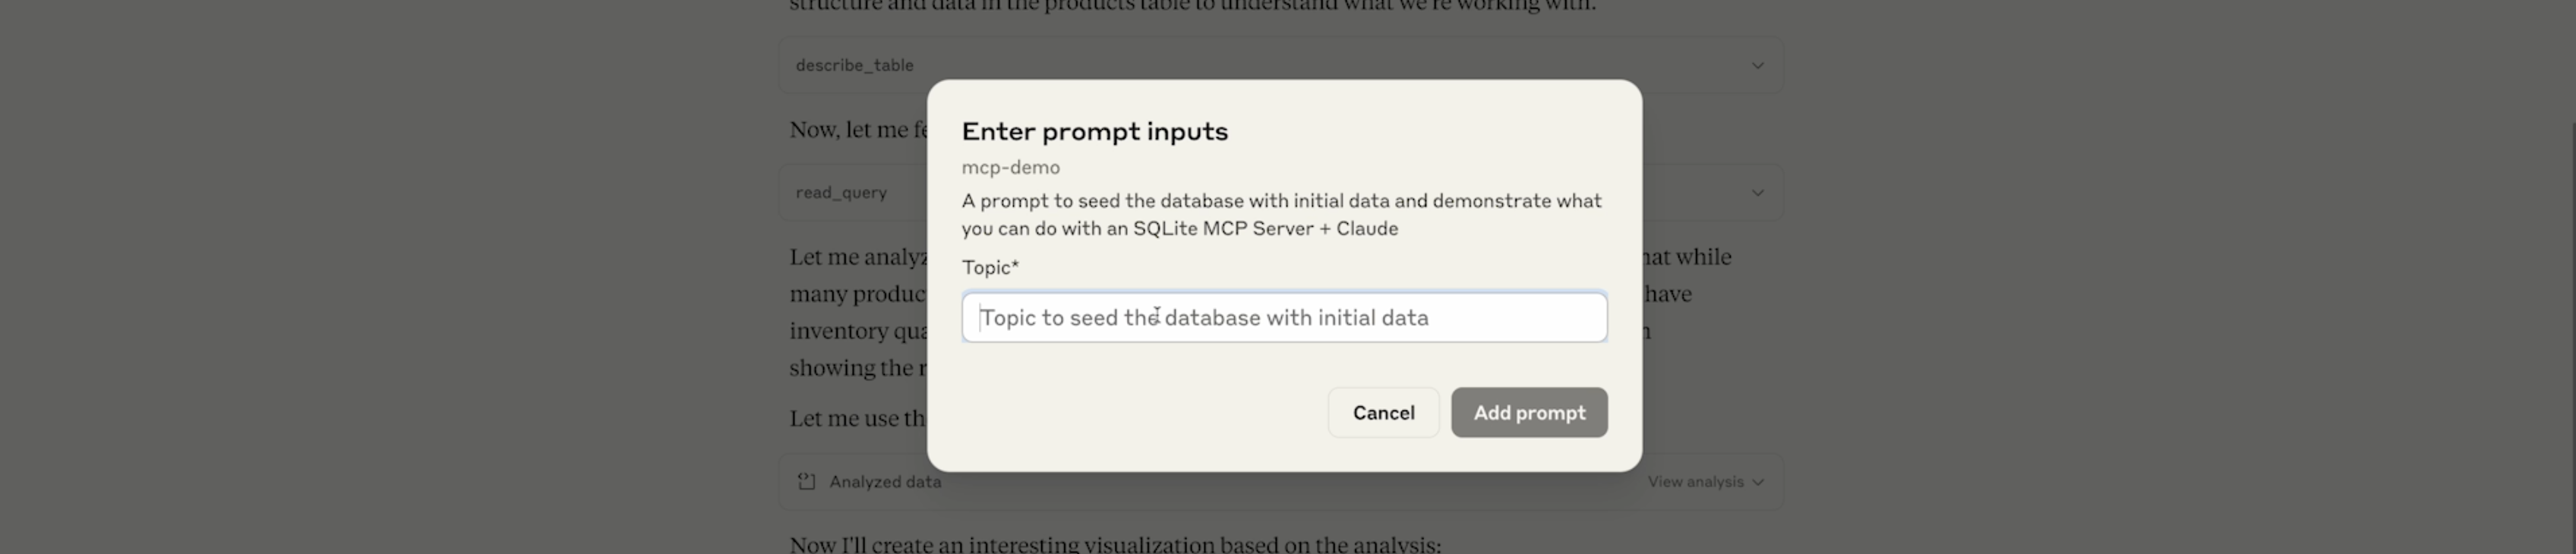 structure and data in the products table to understand what we're working with.
describe_table
Now, let me fe
read_query
Let me analyz
hat while
many produc
have
inventory qua
showing the r
Let me use th
Analyzed data
View analysis
Now I'll create an interesting visualization based on the analysis:
Enter prompt inputs
mcp-demo
A prompt to seed the database with initial data and demonstrate what
you can do with an SQLite MCP Server + Claude
Topic*
Topic to seed the database with initial data
Cancel
Add prompt